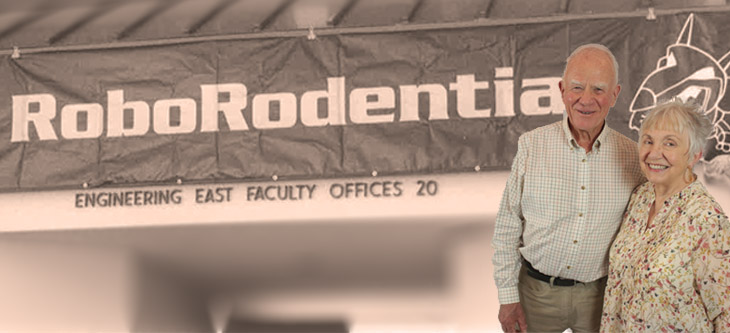 RoboRodentia
ENGINEERING EAST FACULTY OFFICES 20